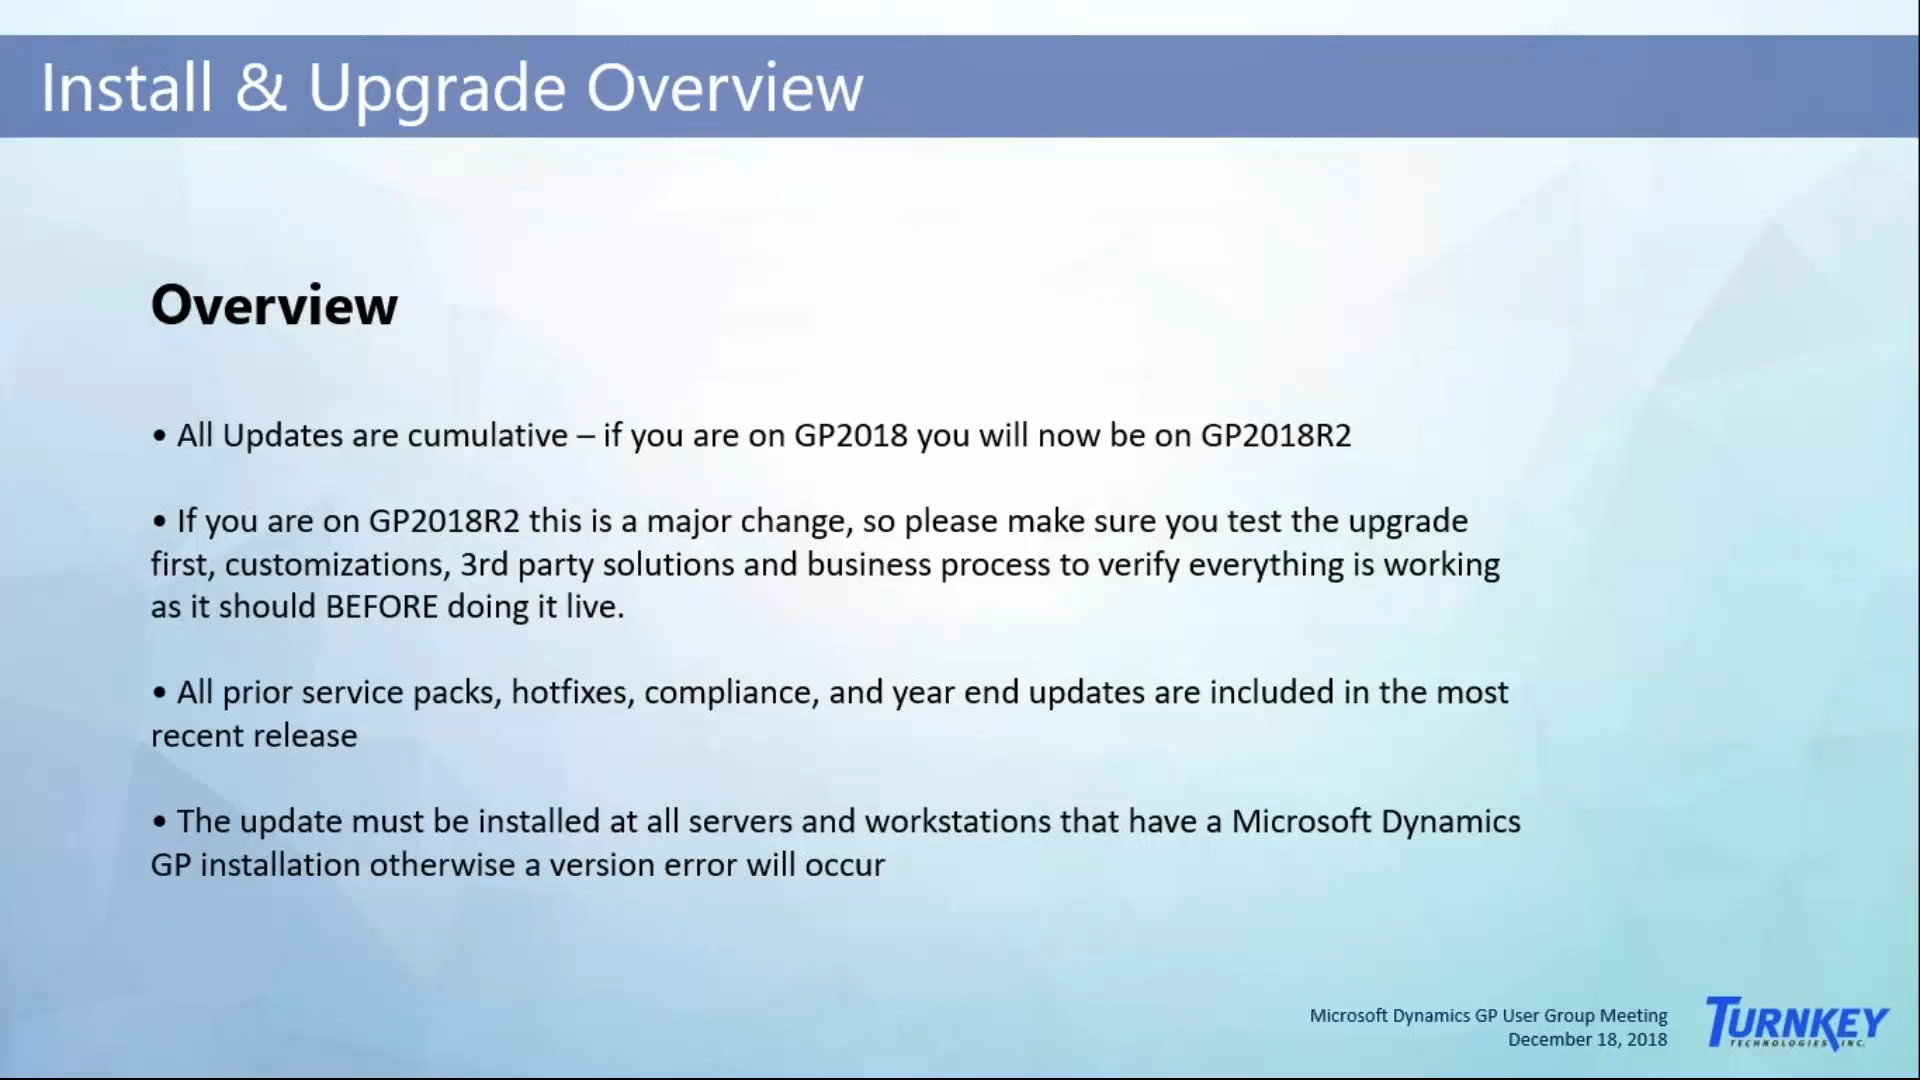 Install & Upgrade Overview
Overview
• All Updates are cumulative – if you are on GP2018 you will now be on GP2018R2
• If you are on GP2018R2 this is a major change, so please make sure you test the upgrade
first, customizations, 3rd party solutions and business process to verify everything is working
as it should BEFORE doing it live.
• All prior service packs, hotfixes, compliance, and year end updates are included in the most
recent release
• The update must be installed at all servers and workstations that have a Microsoft Dynamics
GP installation otherwise a version error will occur
Microsoft Dynamics GP User Group Meeting
December 18, 2018
TURNKEY
TECHNOLOGIES, INC.